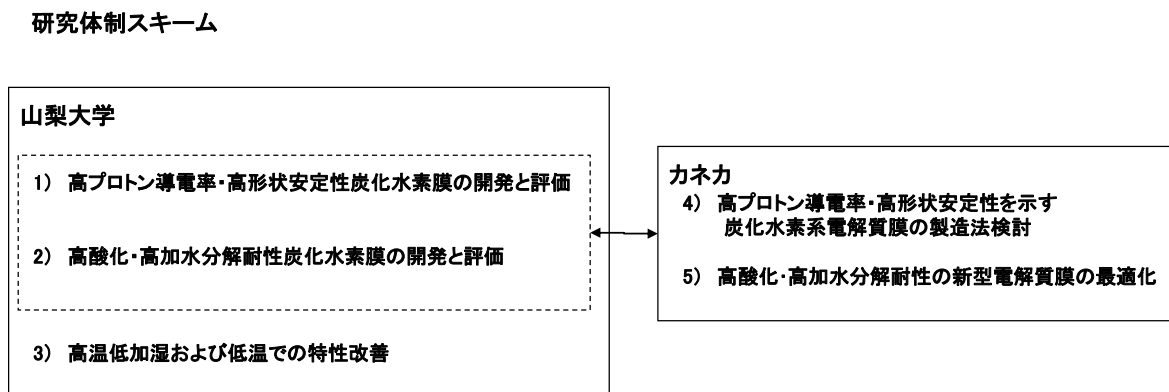 研究体制スキーム
山梨大学
1) 高プロトン導電率・高形状安定性炭化水素膜の開発と評価
2) 高酸化・高加水分解耐性炭化水素膜の開発と評価
3) 高温低加湿および低温での特性改善
カネカ
4) 高プロトン導電率・高形状安定性を示す
炭化水素系電解質膜の製造法検討
5) 高酸化・高加水分解耐性の新型電解質膜の最適化